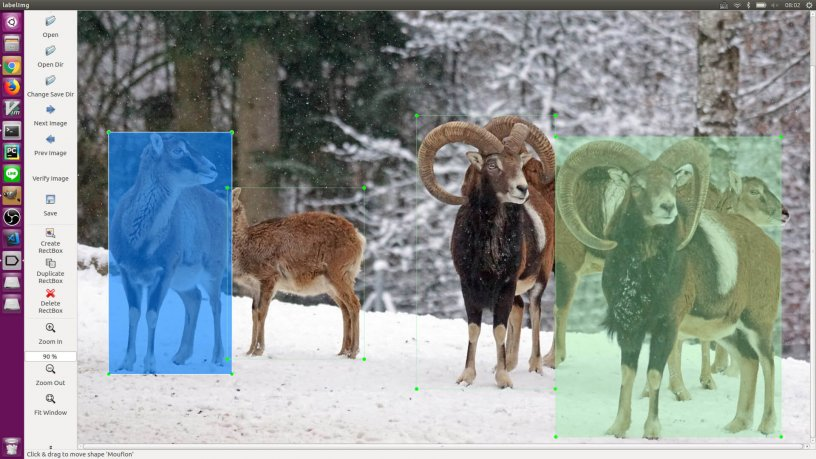 labelImg
08:02
Open
Open Dir
Change Save Dir
Next Image
Prev Image
Verify Image
Save
Create
RectBox
Duplicate
RectBox
Delete
RectBox
Zoom In
90 %
Zoom Out
Fit Window
Click & drag to move shape 'Mouflon'